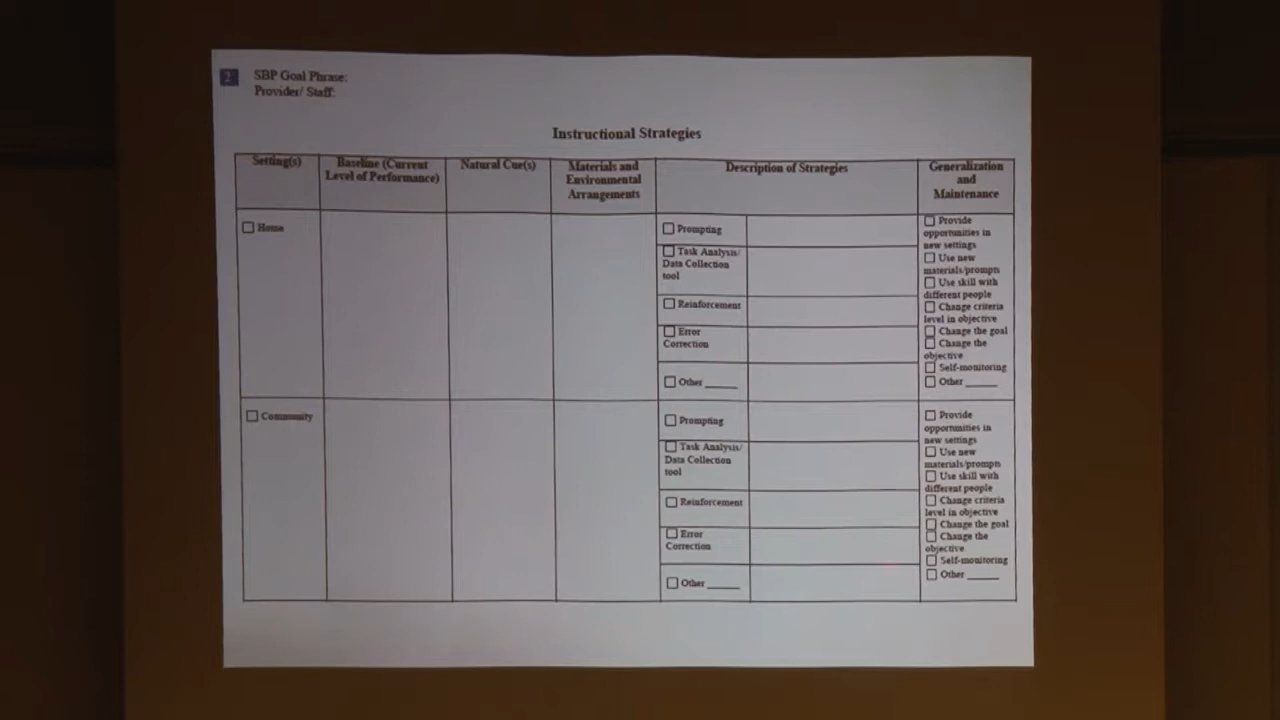 2
SBP Goal Phrase:
Provider/ Staff:
Instructional Strategies
Setting(s)
Baseline (Current
Level of Performance)
Natural Cue(s)
Materials and
Environmental
Arrangements
Description of Strategies
Generalization
and
Maintenance
Home
Prompting
Task Analysis/
Data Collection
tool
Reinforcement
Error
Correction
Other ______
Provide
opportunities in
new settings
Use new
materials/prompts
Use skill with
different people
Change criteria
level in objective
Change the goal
Change the
objective
Self-monitoring
Other ______
Community
Prompting
Task Analysis/
Data Collection
tool
Reinforcement
Error
Correction
Other ______
Provide
opportunities in
new settings
Use new
materials/prompts
Use skill with
different people
Change criteria
level in objective
Change the goal
Change the
objective
Self-monitoring
Other ______